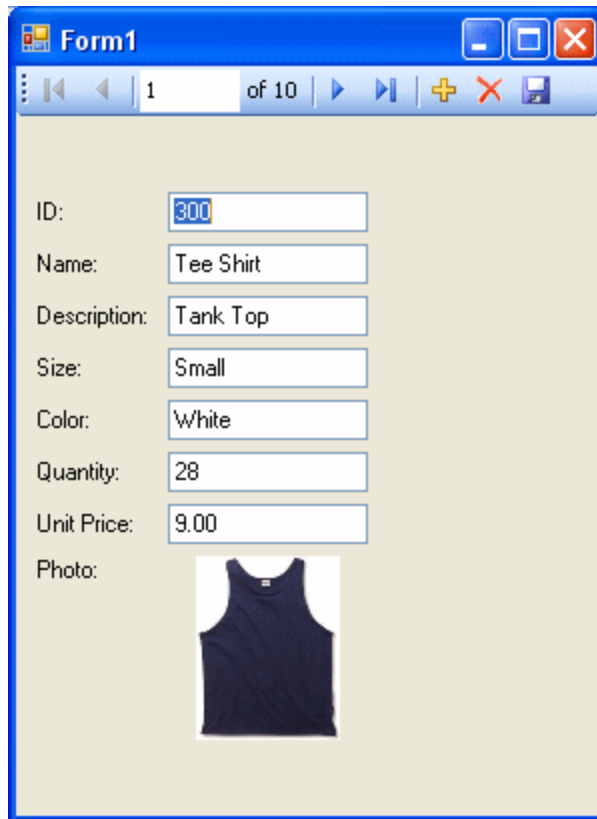 Form1
1 of 10
ID: 300
Name: Tee Shirt
Description: Tank Top
Size: Small
Color: White
Quantity: 28
Unit Price: 9.00
Photo: